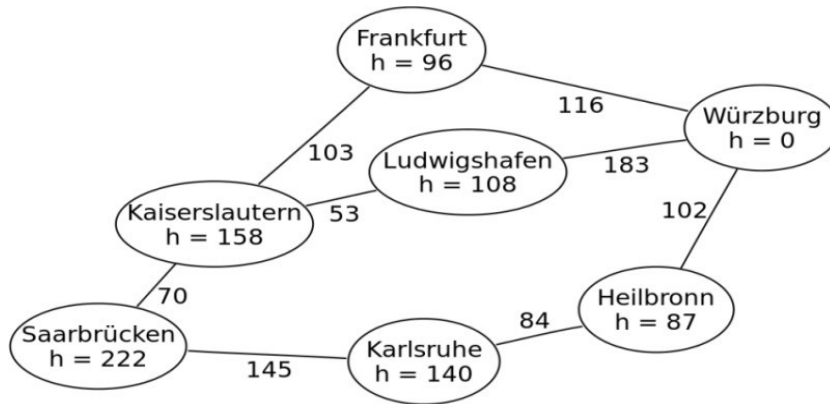 Frankfurt
h = 96
116
Würzburg
h = 0
103
Ludwigshafen
h = 108
183
Kaiserslautern
h = 158
53
102
70
Heilbronn
h = 87
84
Saarbrücken
h = 222
Karlsruhe
h = 140
145